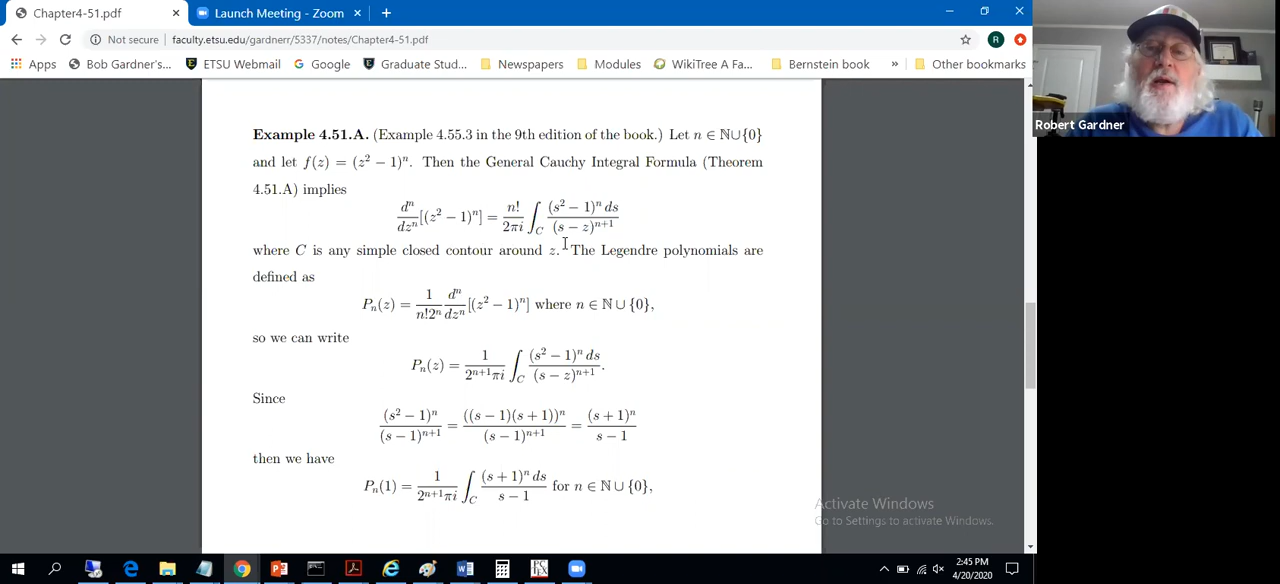 Chapter4-51.pdf
Launch Meeting - Zoom
Not secure | faculty.etsu.edu/gardnerr/5337/notes/Chapter4-51.pdf
R
Apps Bob Gardner's... ETSU Webmail Google Graduate Stud... Newspapers Modules WikiTree A Fa... Bernstein book » Other bookmarks
Robert Gardner
Example 4.51.A. (Example 4.55.3 in the 9th edition of the book.) Let n ∈ ℕ∪{0}
and let f(z) = (z² − 1)ⁿ. Then the General Cauchy Integral Formula (Theorem
4.51.A) implies
dⁿ/dzⁿ[(z² − 1)ⁿ] = n!/2πi ∫_C (s² − 1)ⁿ ds/(s − z)ⁿ⁺¹
where C is any simple closed contour around z. The Legendre polynomials are
defined as
Pₙ(z) = 1/n!2ⁿ dⁿ/dzⁿ[(z² − 1)ⁿ] where n ∈ ℕ ∪ {0},
so we can write
Pₙ(z) = 1/2ⁿ⁺¹πi ∫_C (s² − 1)ⁿ ds/(s − z)ⁿ⁺¹.
Since
(s² − 1)ⁿ/(s − 1)ⁿ⁺¹ = ((s − 1)(s + 1))ⁿ/(s − 1)ⁿ⁺¹ = (s + 1)ⁿ/s − 1
then we have
Pₙ(1) = 1/2ⁿ⁺¹πi ∫_C (s + 1)ⁿ ds/s − 1 for n ∈ ℕ ∪ {0},
Activate Windows
Go to Settings to activate Windows.
2:45 PM
4/20/2020